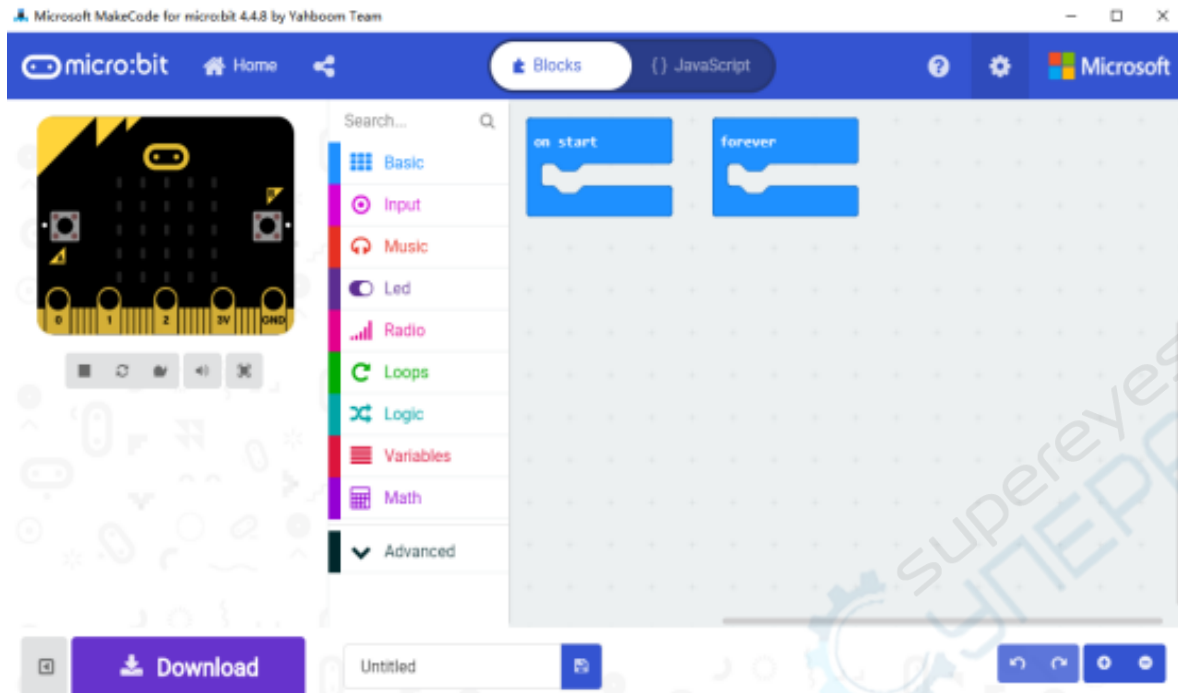 Microsoft MakeCode for micro:bit 4.4.8 by Yahboom Team
micro:bit Home Blocks {} JavaScript ? Microsoft
Search...
Basic
Input
Music
Led
Radio
Loops
Logic
Variables
Math
Advanced
on start
forever
A
B
0 1 2 3V GND
Download
Untitled
supereyes
СУПЕР